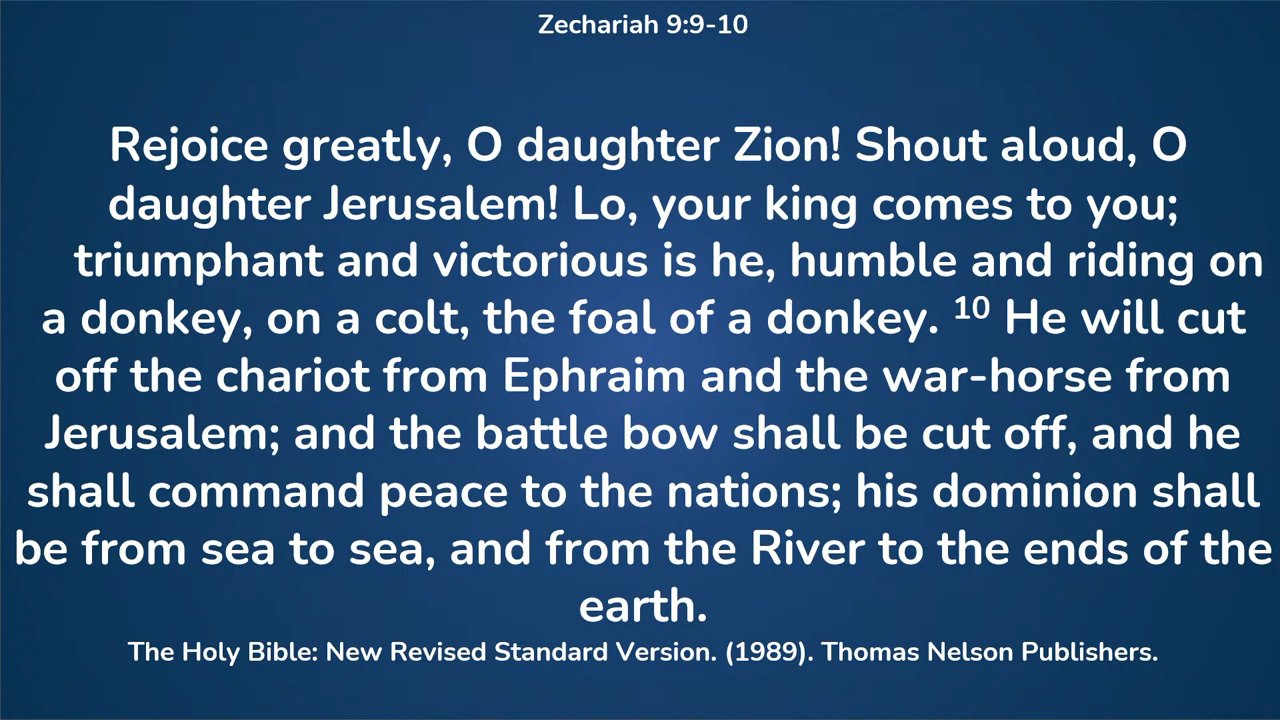 Zechariah 9:9-10
Rejoice greatly, O daughter Zion! Shout aloud, O
daughter Jerusalem! Lo, your king comes to you;
triumphant and victorious is he, humble and riding on
a donkey, on a colt, the foal of a donkey. 10 He will cut
off the chariot from Ephraim and the war-horse from
Jerusalem; and the battle bow shall be cut off, and he
shall command peace to the nations; his dominion shall
be from sea to sea, and from the River to the ends of the
earth.
The Holy Bible: New Revised Standard Version. (1989). Thomas Nelson Publishers.